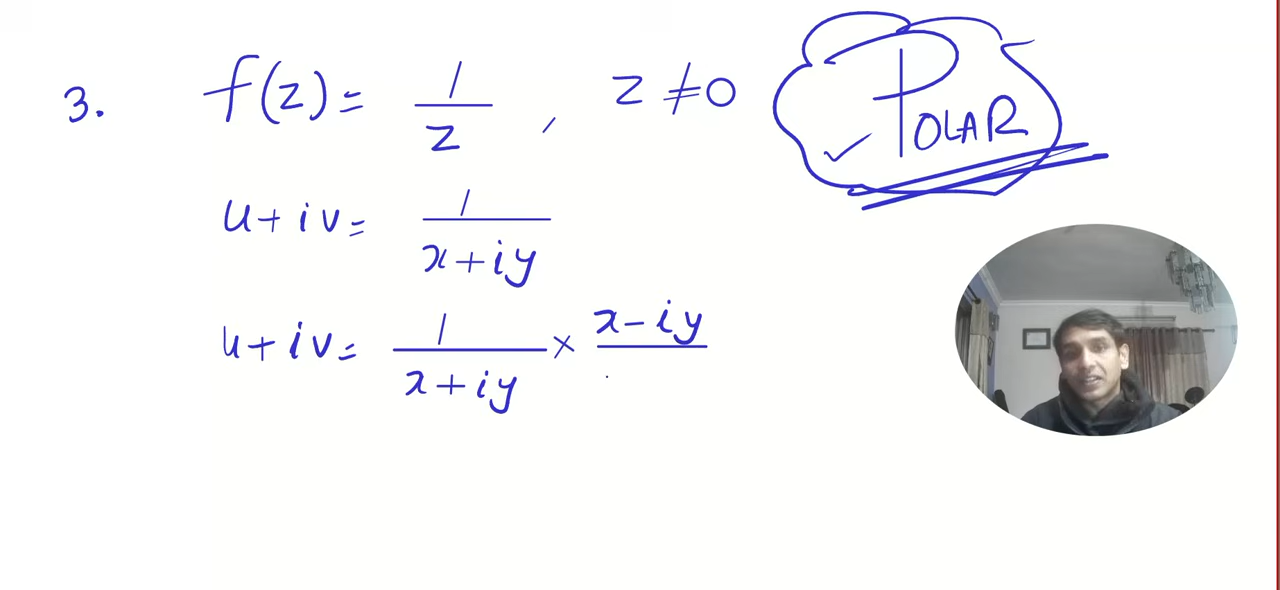 3. f(z) = 1/z , z ≠ 0 POLAR
u + iv = 1/(x + iy)
u + iv = 1/(x + iy) × x - iy